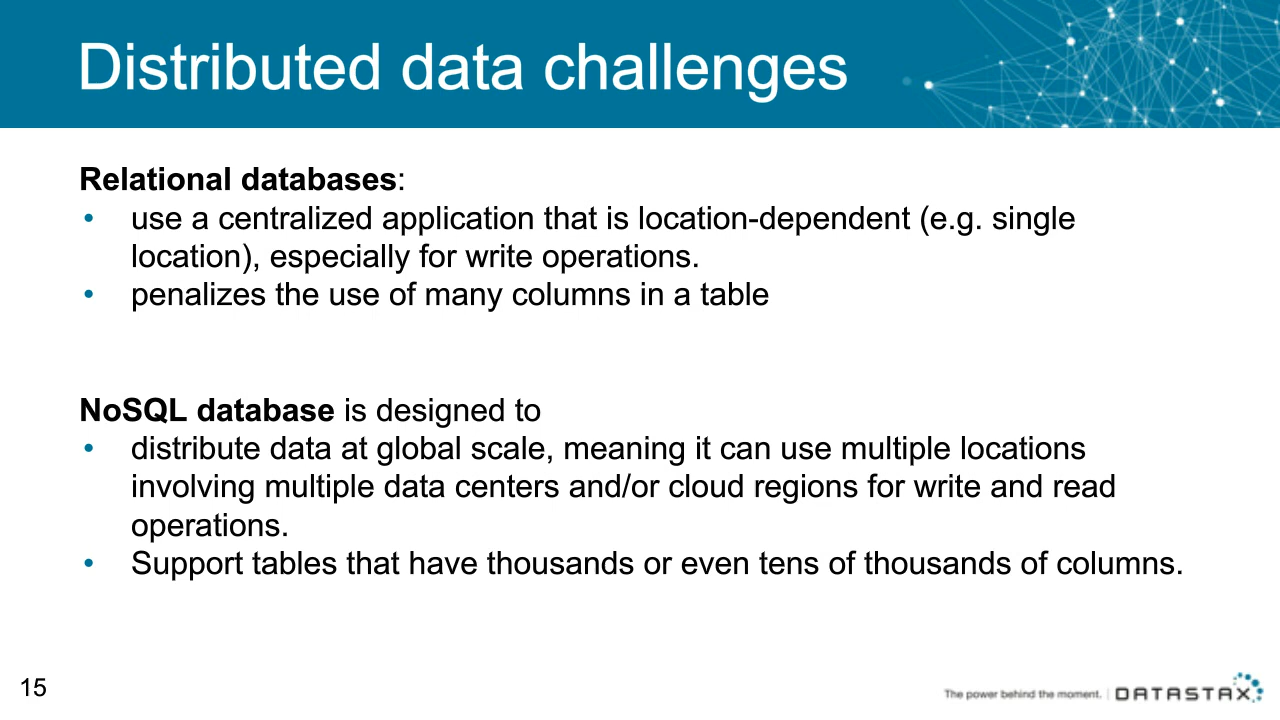 Distributed data challenges
Relational databases:
• use a centralized application that is location-dependent (e.g. single
location), especially for write operations.
• penalizes the use of many columns in a table
NoSQL database is designed to
• distribute data at global scale, meaning it can use multiple locations
involving multiple data centers and/or cloud regions for write and read
operations.
• Support tables that have thousands or even tens of thousands of columns.
15
The power behind the moment. | DATASTAX